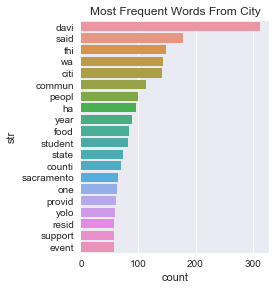 Most Frequent Words From City
davi
said
thi
wa
citi
commun
peopl
ha
year
food
student
state
counti
sacramento
one
provid
yolo
resid
support
event
str
0 100 200 300
count